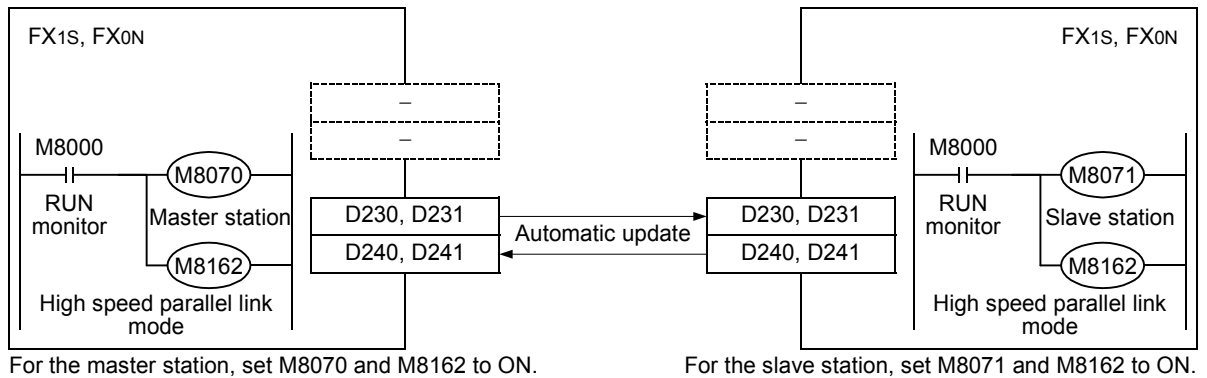 FX1S, FX0N
–
–
M8000
M8070
RUN
monitor
Master station
M8162
High speed parallel link
mode
D230, D231
D240, D241
Automatic update
FX1S, FX0N
–
–
D230, D231
D240, D241
M8000
M8071
RUN
monitor
Slave station
M8162
High speed parallel link
mode
For the master station, set M8070 and M8162 to ON.
For the slave station, set M8071 and M8162 to ON.